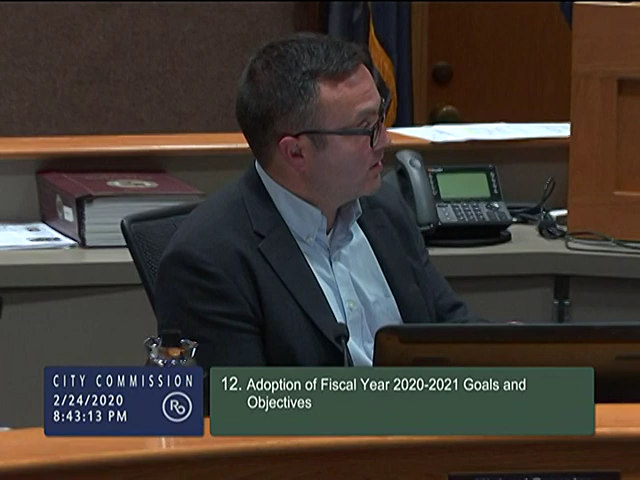 CITY COMMISSION
2/24/2020
8:43:13 PM
RO
12. Adoption of Fiscal Year 2020-2021 Goals and
Objectives